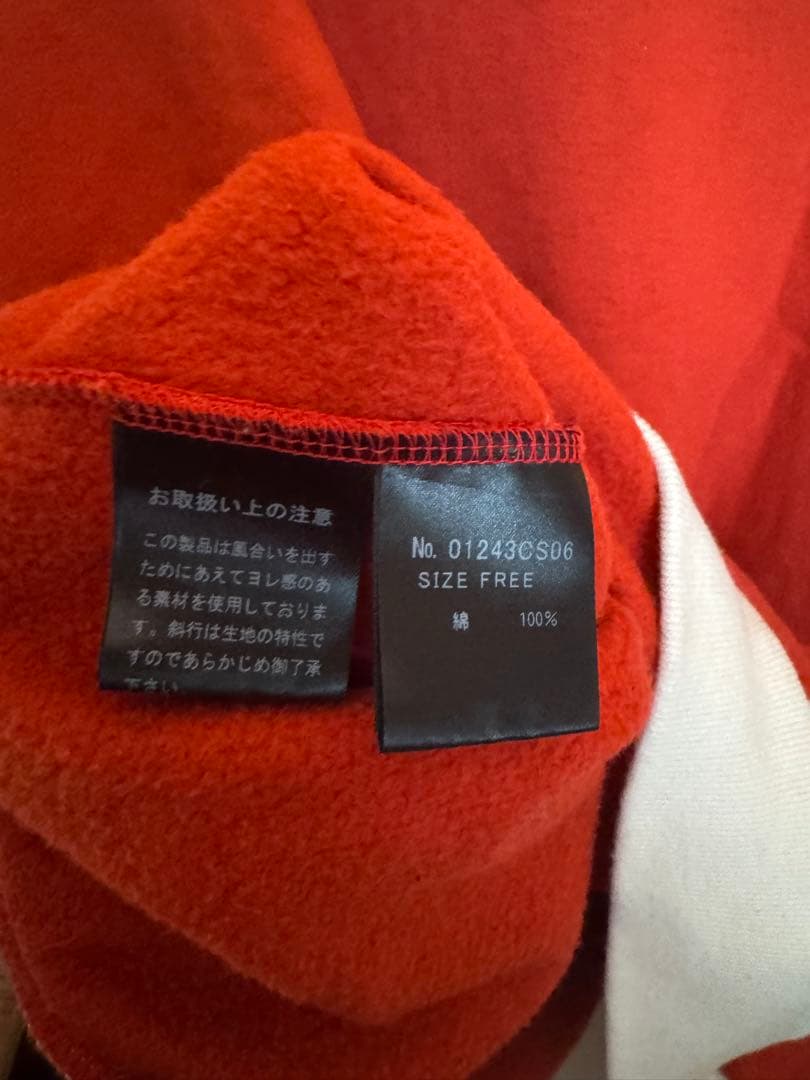 お取扱い上の注意
この製品は風合いを出す
ためにあえてヨレ感のあ
る素材を使用しておりま
す。斜行は生地の特性で
すのであらかじめ御了承
下さい
No. 01243CS06
SIZE FREE
綿 100%